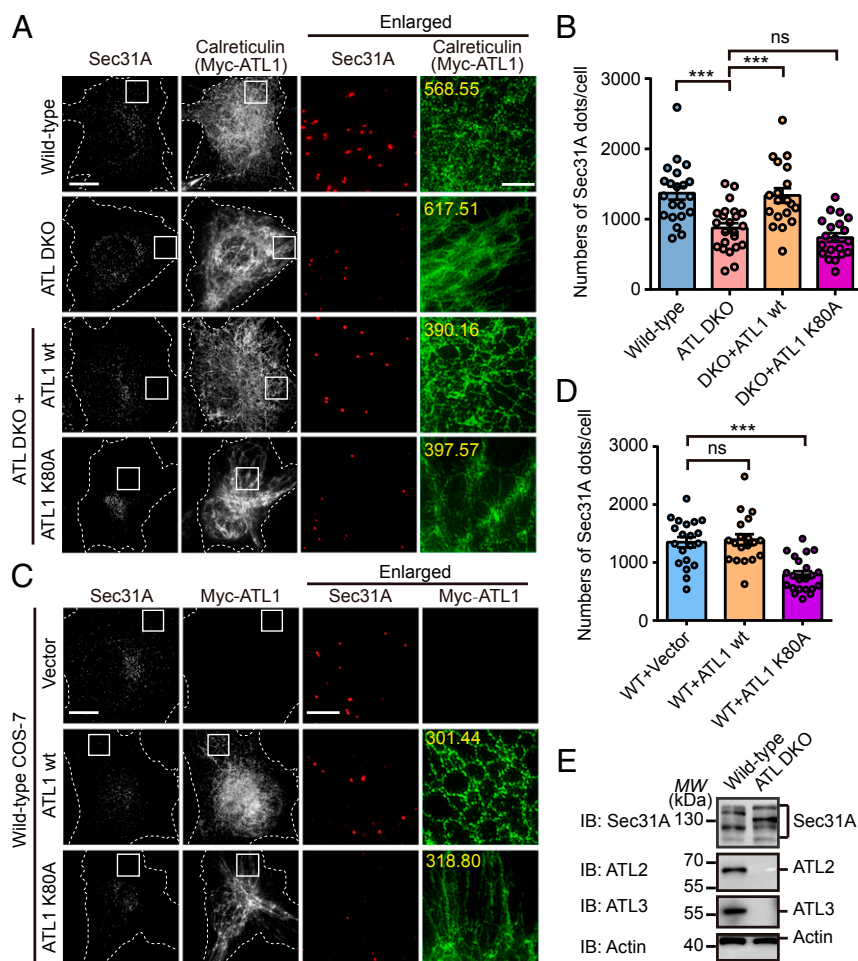 A
Enlarged
Sec31A
Calreticulin
(Myc-ATL1)
Sec31A
Calreticulin
(Myc-ATL1)
Wild-type
568.55
ATL DKO
617.51
ATL DKO +
ATL1 wt
390.16
ATL1 K80A
397.57
B
Numbers of Sec31A dots/cell
3000
2000
1000
0
***
***
ns
Wild-type
ATL DKO
DKO+ATL1 wt
DKO+ATL1 K80A
C
Enlarged
Sec31A
Myc-ATL1
Sec31A
Myc-ATL1
Wild-type COS-7
Vector
ATL1 wt
301.44
ATL1 K80A
318.80
D
Numbers of Sec31A dots/cell
3000
2000
1000
0
***
ns
WT+Vector
WT+ATL1 wt
WT+ATL1 K80A
E
MW
(kDa)
Wild-type
ATL DKO
IB: Sec31A
130
Sec31A
IB: ATL2
70
55
ATL2
IB: ATL3
55
ATL3
IB: Actin
40
Actin